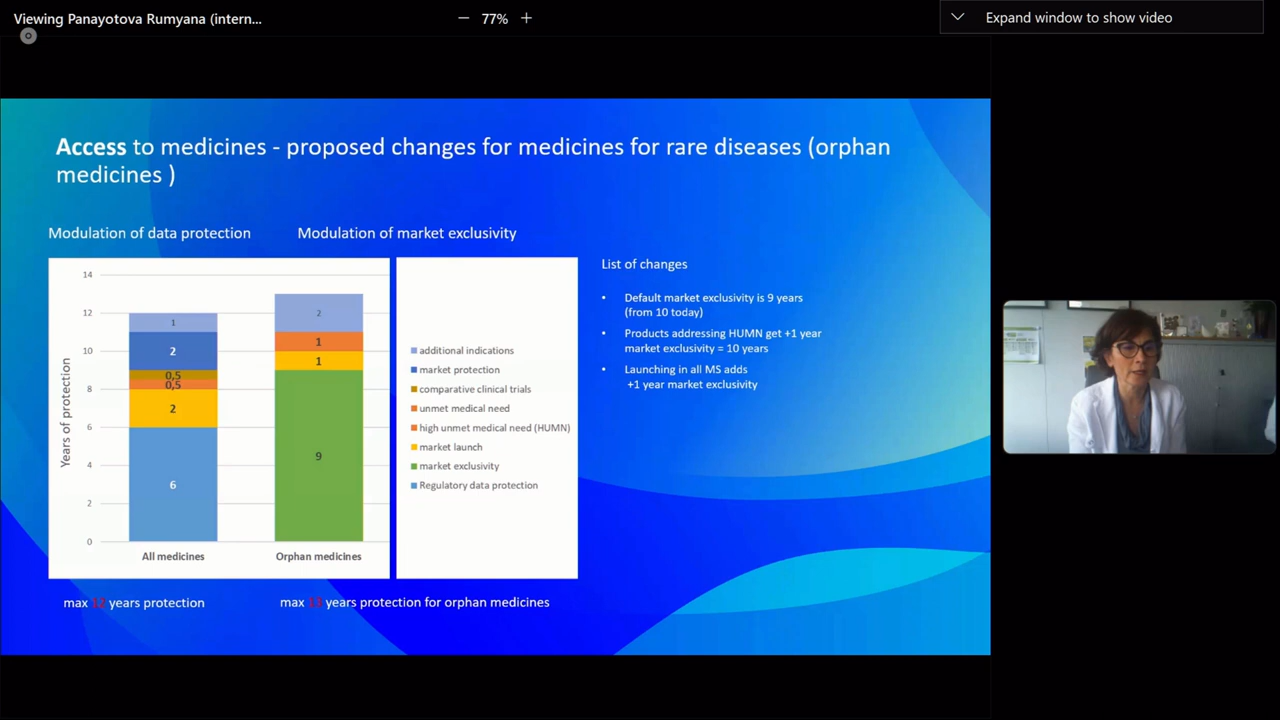 Viewing Panayotova Rumyana (intern...
77%
Expand window to show video
Access to medicines - proposed changes for medicines for rare diseases (orphan
medicines )
Modulation of data protection
Modulation of market exclusivity
Years of protection
14
12
10
8
6
4
2
0
1
2
0,5
0,5
2
6
2
1
1
9
All medicines
Orphan medicines
additional indications
market protection
comparative clinical trials
unmet medical need
high unmet medical need (HUMN)
market launch
market exclusivity
Regulatory data protection
max 12 years protection
max 13 years protection for orphan medicines
List of changes
• Default market exclusivity is 9 years
(from 10 today)
• Products addressing HUMN get +1 year
market exclusivity = 10 years
• Launching in all MS adds
+1 year market exclusivity